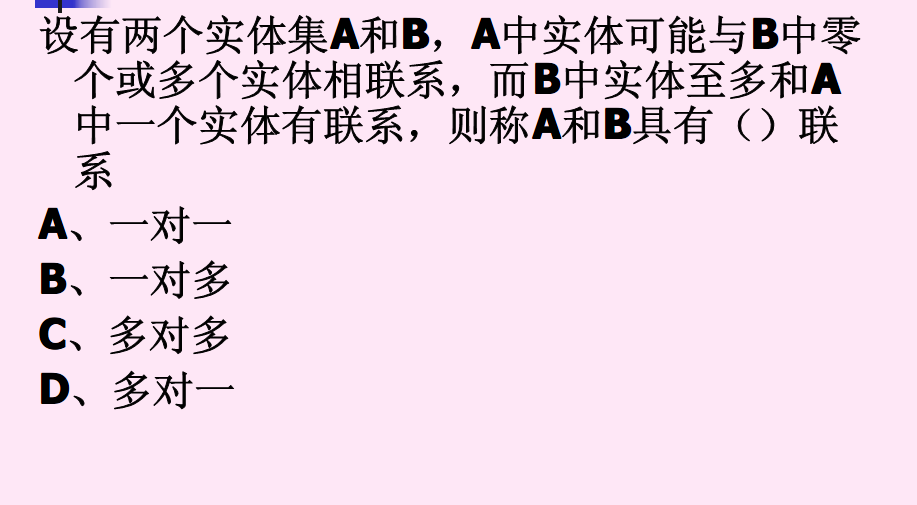 设有两个实体集A和B，A中实体可能与B中零
个或多个实体相联系，而B中实体至多和A
中一个实体有联系，则称A和B具有（）联
系
A、一对一
B、一对多
C、多对多
D、多对一